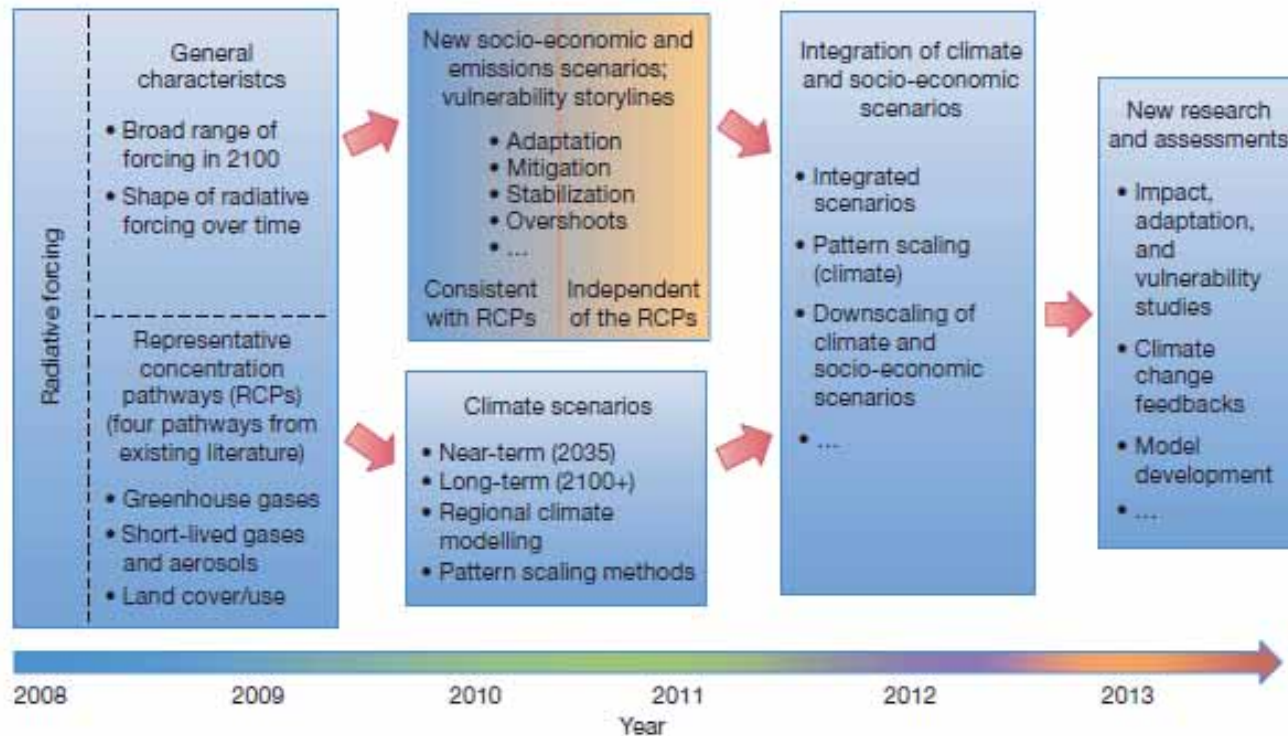 Radiative forcing
General
characteristcs
• Broad range of
forcing in 2100
• Shape of radiative
forcing over time
Representative
concentration
pathways (RCPs)
(four pathways from
existing literature)
• Greenhouse gases
• Short-lived gases
and aerosols
• Land cover/use
New socio-economic and
emissions scenarios;
vulnerability storylines
• Adaptation
• Mitigation
• Stabilization
• Overshoots
• ...
Consistent
with RCPs
Independent
of the RCPs
Climate scenarios
• Near-term (2035)
• Long-term (2100+)
• Regional climate
modelling
• Pattern scaling methods
Integration of climate
and socio-economic
scenarios
• Integrated
scenarios
• Pattern scaling
(climate)
• Downscaling of
climate and
socio-economic
scenarios
• ...
New research
and assessments
• Impact,
adaptation,
and
vulnerability
studies
• Climate
change
feedbacks
• Model
development
• ...
2008 2009 2010 2011 2012 2013
Year